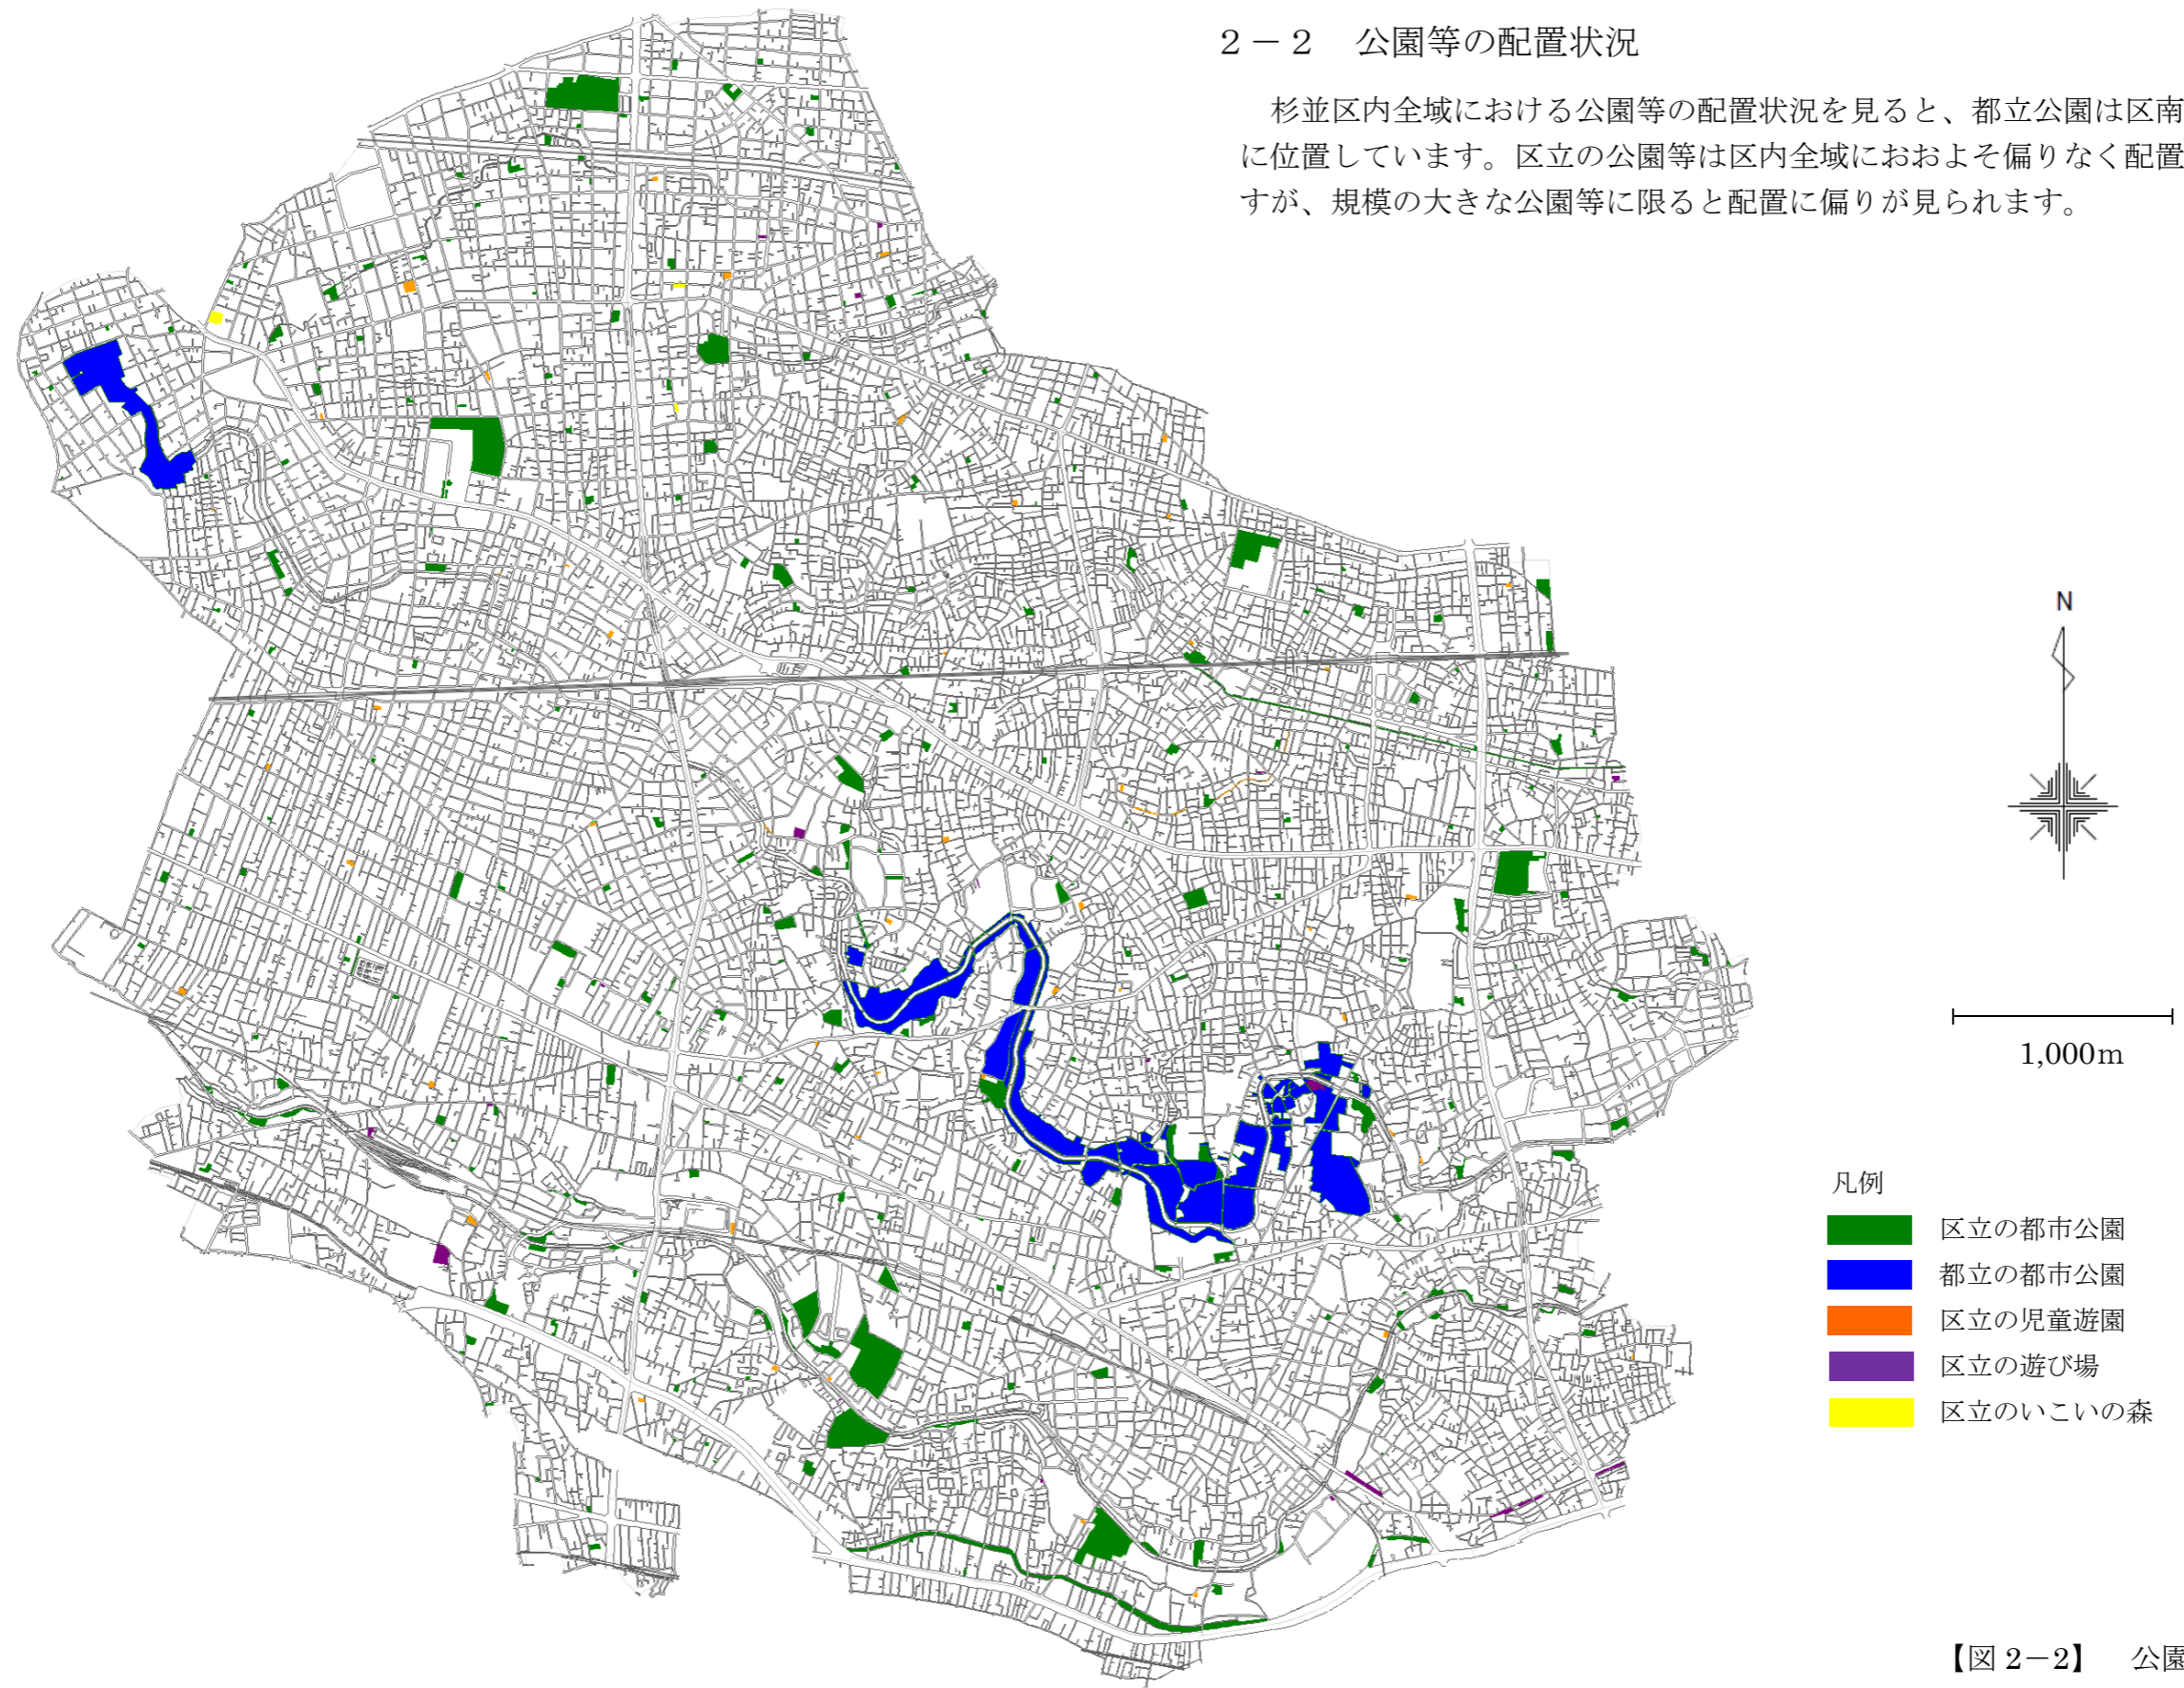 2-2 公園等の配置状況
杉並区内全域における公園等の配置状況を見ると、都立公園は区南
に位置しています。区立の公園等は区内全域におおよそ偏りなく配置
すが、規模の大きな公園等に限ると配置に偏りが見られます。
N
1,000m
凡例
区立の都市公園
都立の都市公園
区立の児童遊園
区立の遊び場
区立のいこいの森
【図 2-2】 公園